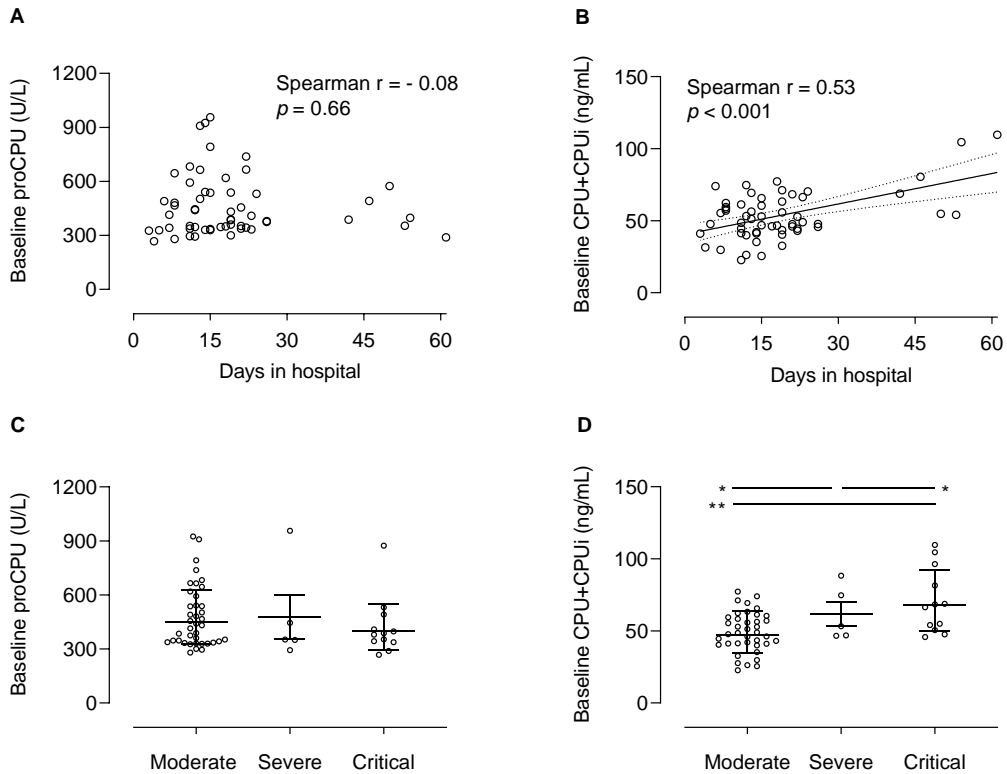 A
Baseline proCPU (U/L)
1200
900
600
300
0
Spearman r = - 0.08
p = 0.66
0
15
30
45
60
Days in hospital
B
Baseline CPU+CPUi (ng/mL)
150
100
50
0
Spearman r = 0.53
p < 0.001
0
15
30
45
60
Days in hospital
C
Baseline proCPU (U/L)
1200
900
600
300
0
Moderate
Severe
Critical
D
Baseline CPU+CPUi (ng/mL)
150
100
50
0
*
*
**
Moderate
Severe
Critical